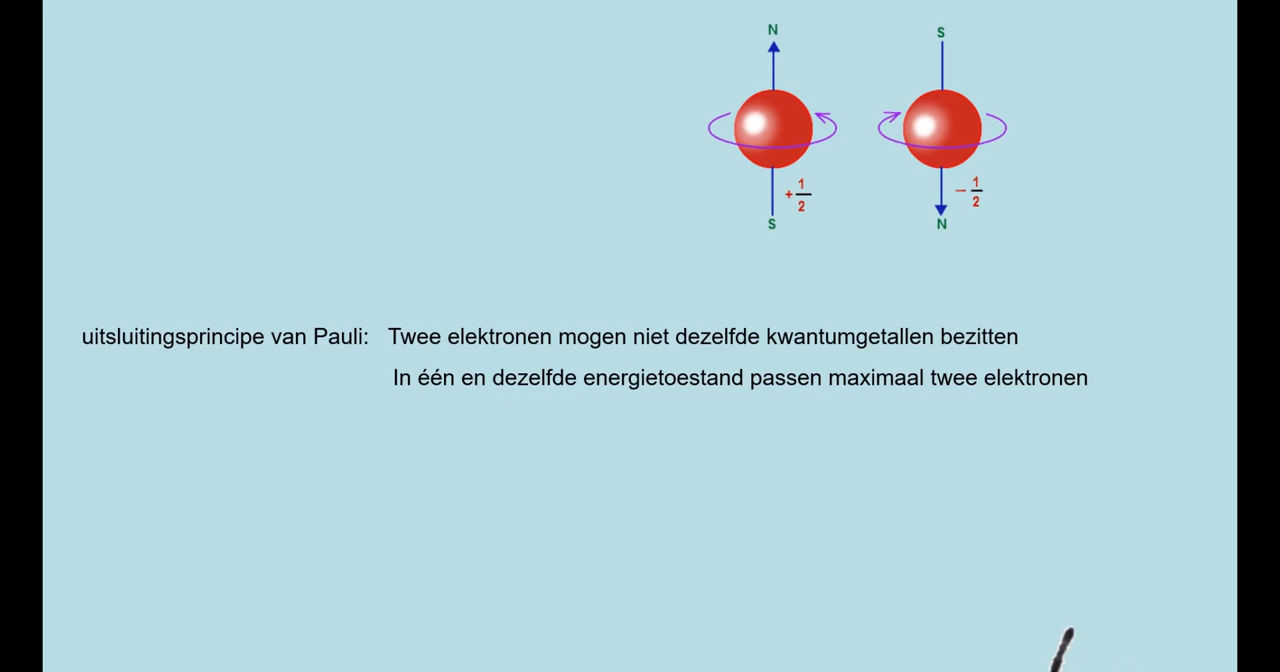 N S
+ 1/2 − 1/2
S N
uitsluitingsprincipe van Pauli: Twee elektronen mogen niet dezelfde kwantumgetallen bezitten
In één en dezelfde energietoestand passen maximaal twee elektronen